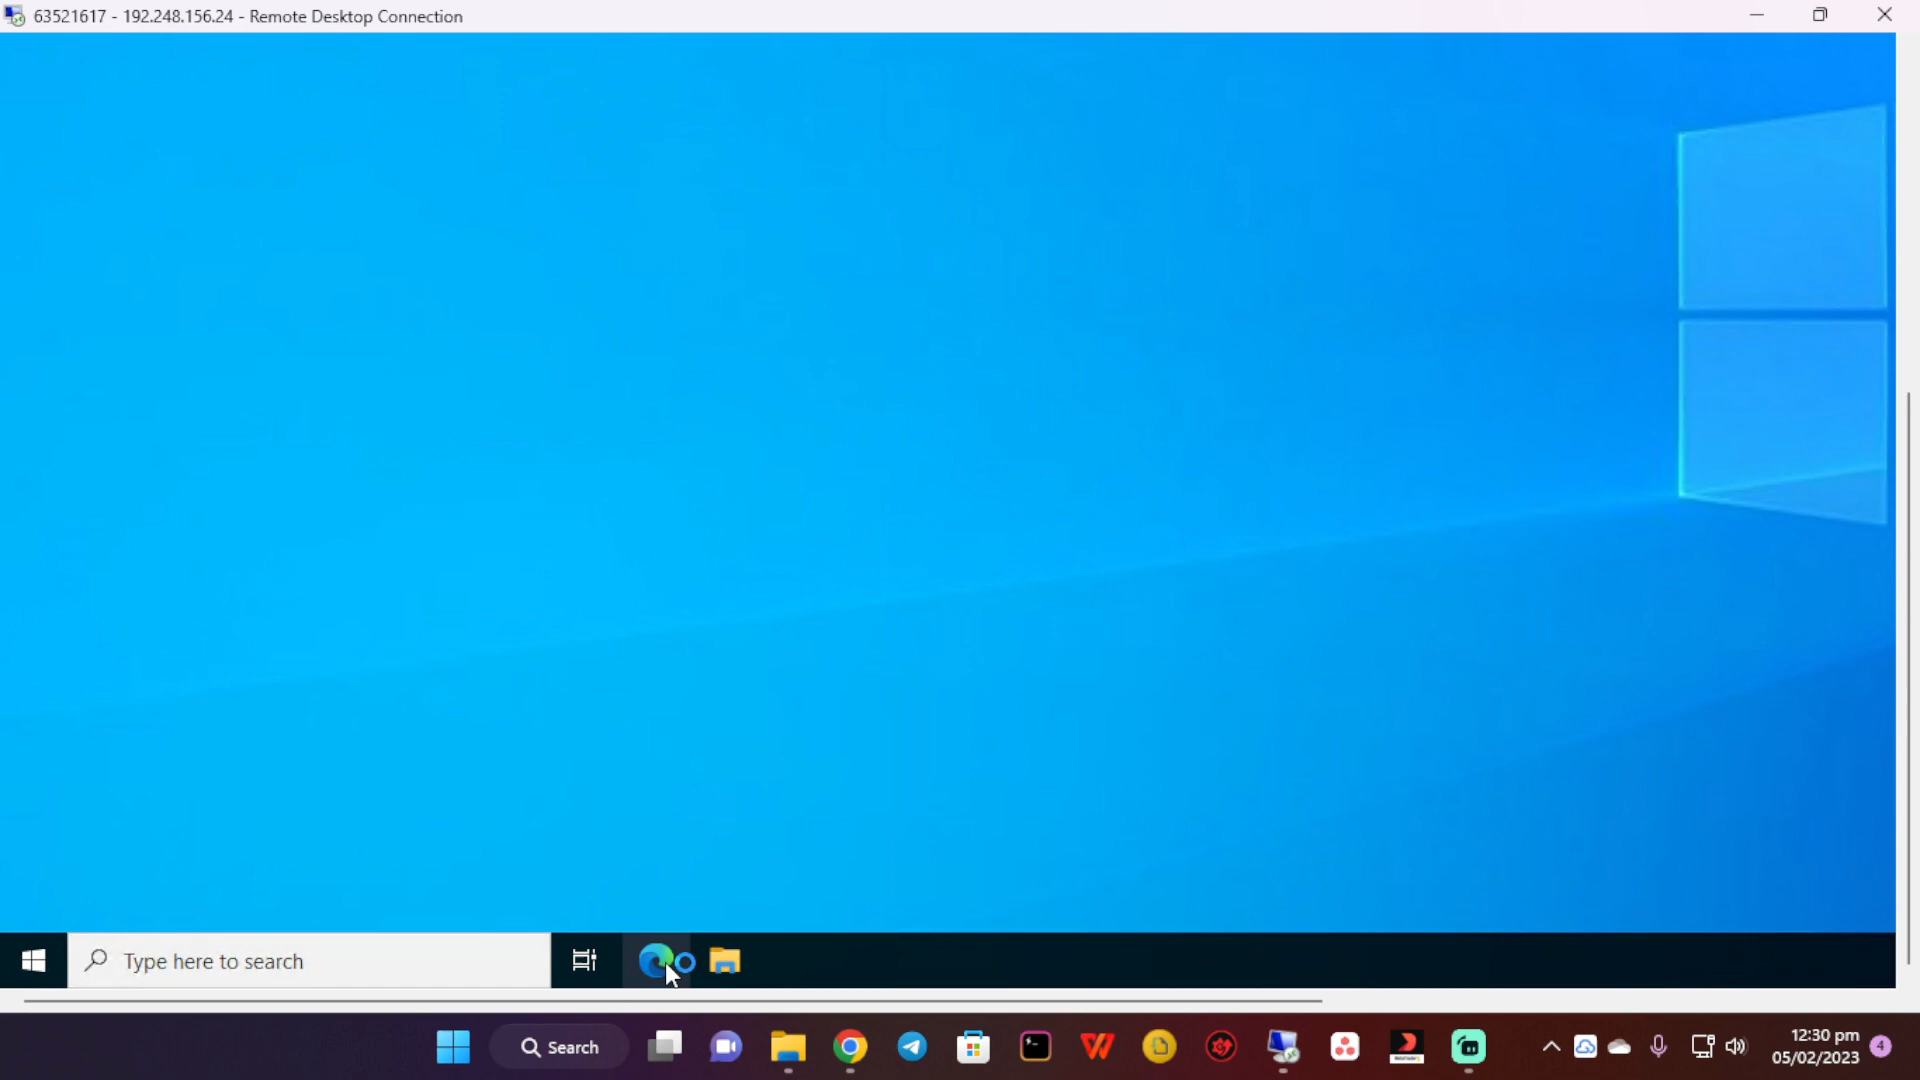 63521617 - 192.248.156.24 - Remote Desktop Connection
Type here to search
Search
12:30 pm
05/02/2023
4